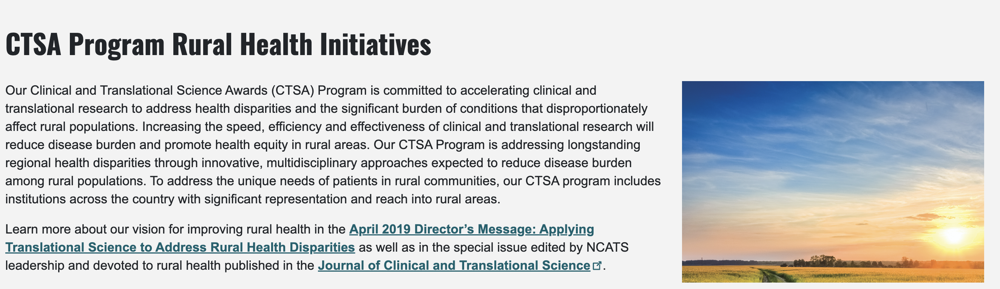 CTSA Program Rural Health Initiatives
Our Clinical and Translational Science Awards (CTSA) Program is committed to accelerating clinical and
translational research to address health disparities and the significant burden of conditions that disproportionately
affect rural populations. Increasing the speed, efficiency and effectiveness of clinical and translational research will
reduce disease burden and promote health equity in rural areas. Our CTSA Program is addressing longstanding
regional health disparities through innovative, multidisciplinary approaches expected to reduce disease burden
among rural populations. To address the unique needs of patients in rural communities, our CTSA program includes
institutions across the country with significant representation and reach into rural areas.
Learn more about our vision for improving rural health in the April 2019 Director’s Message: Applying
Translational Science to Address Rural Health Disparities as well as in the special issue edited by NCATS
leadership and devoted to rural health published in the Journal of Clinical and Translational Science.